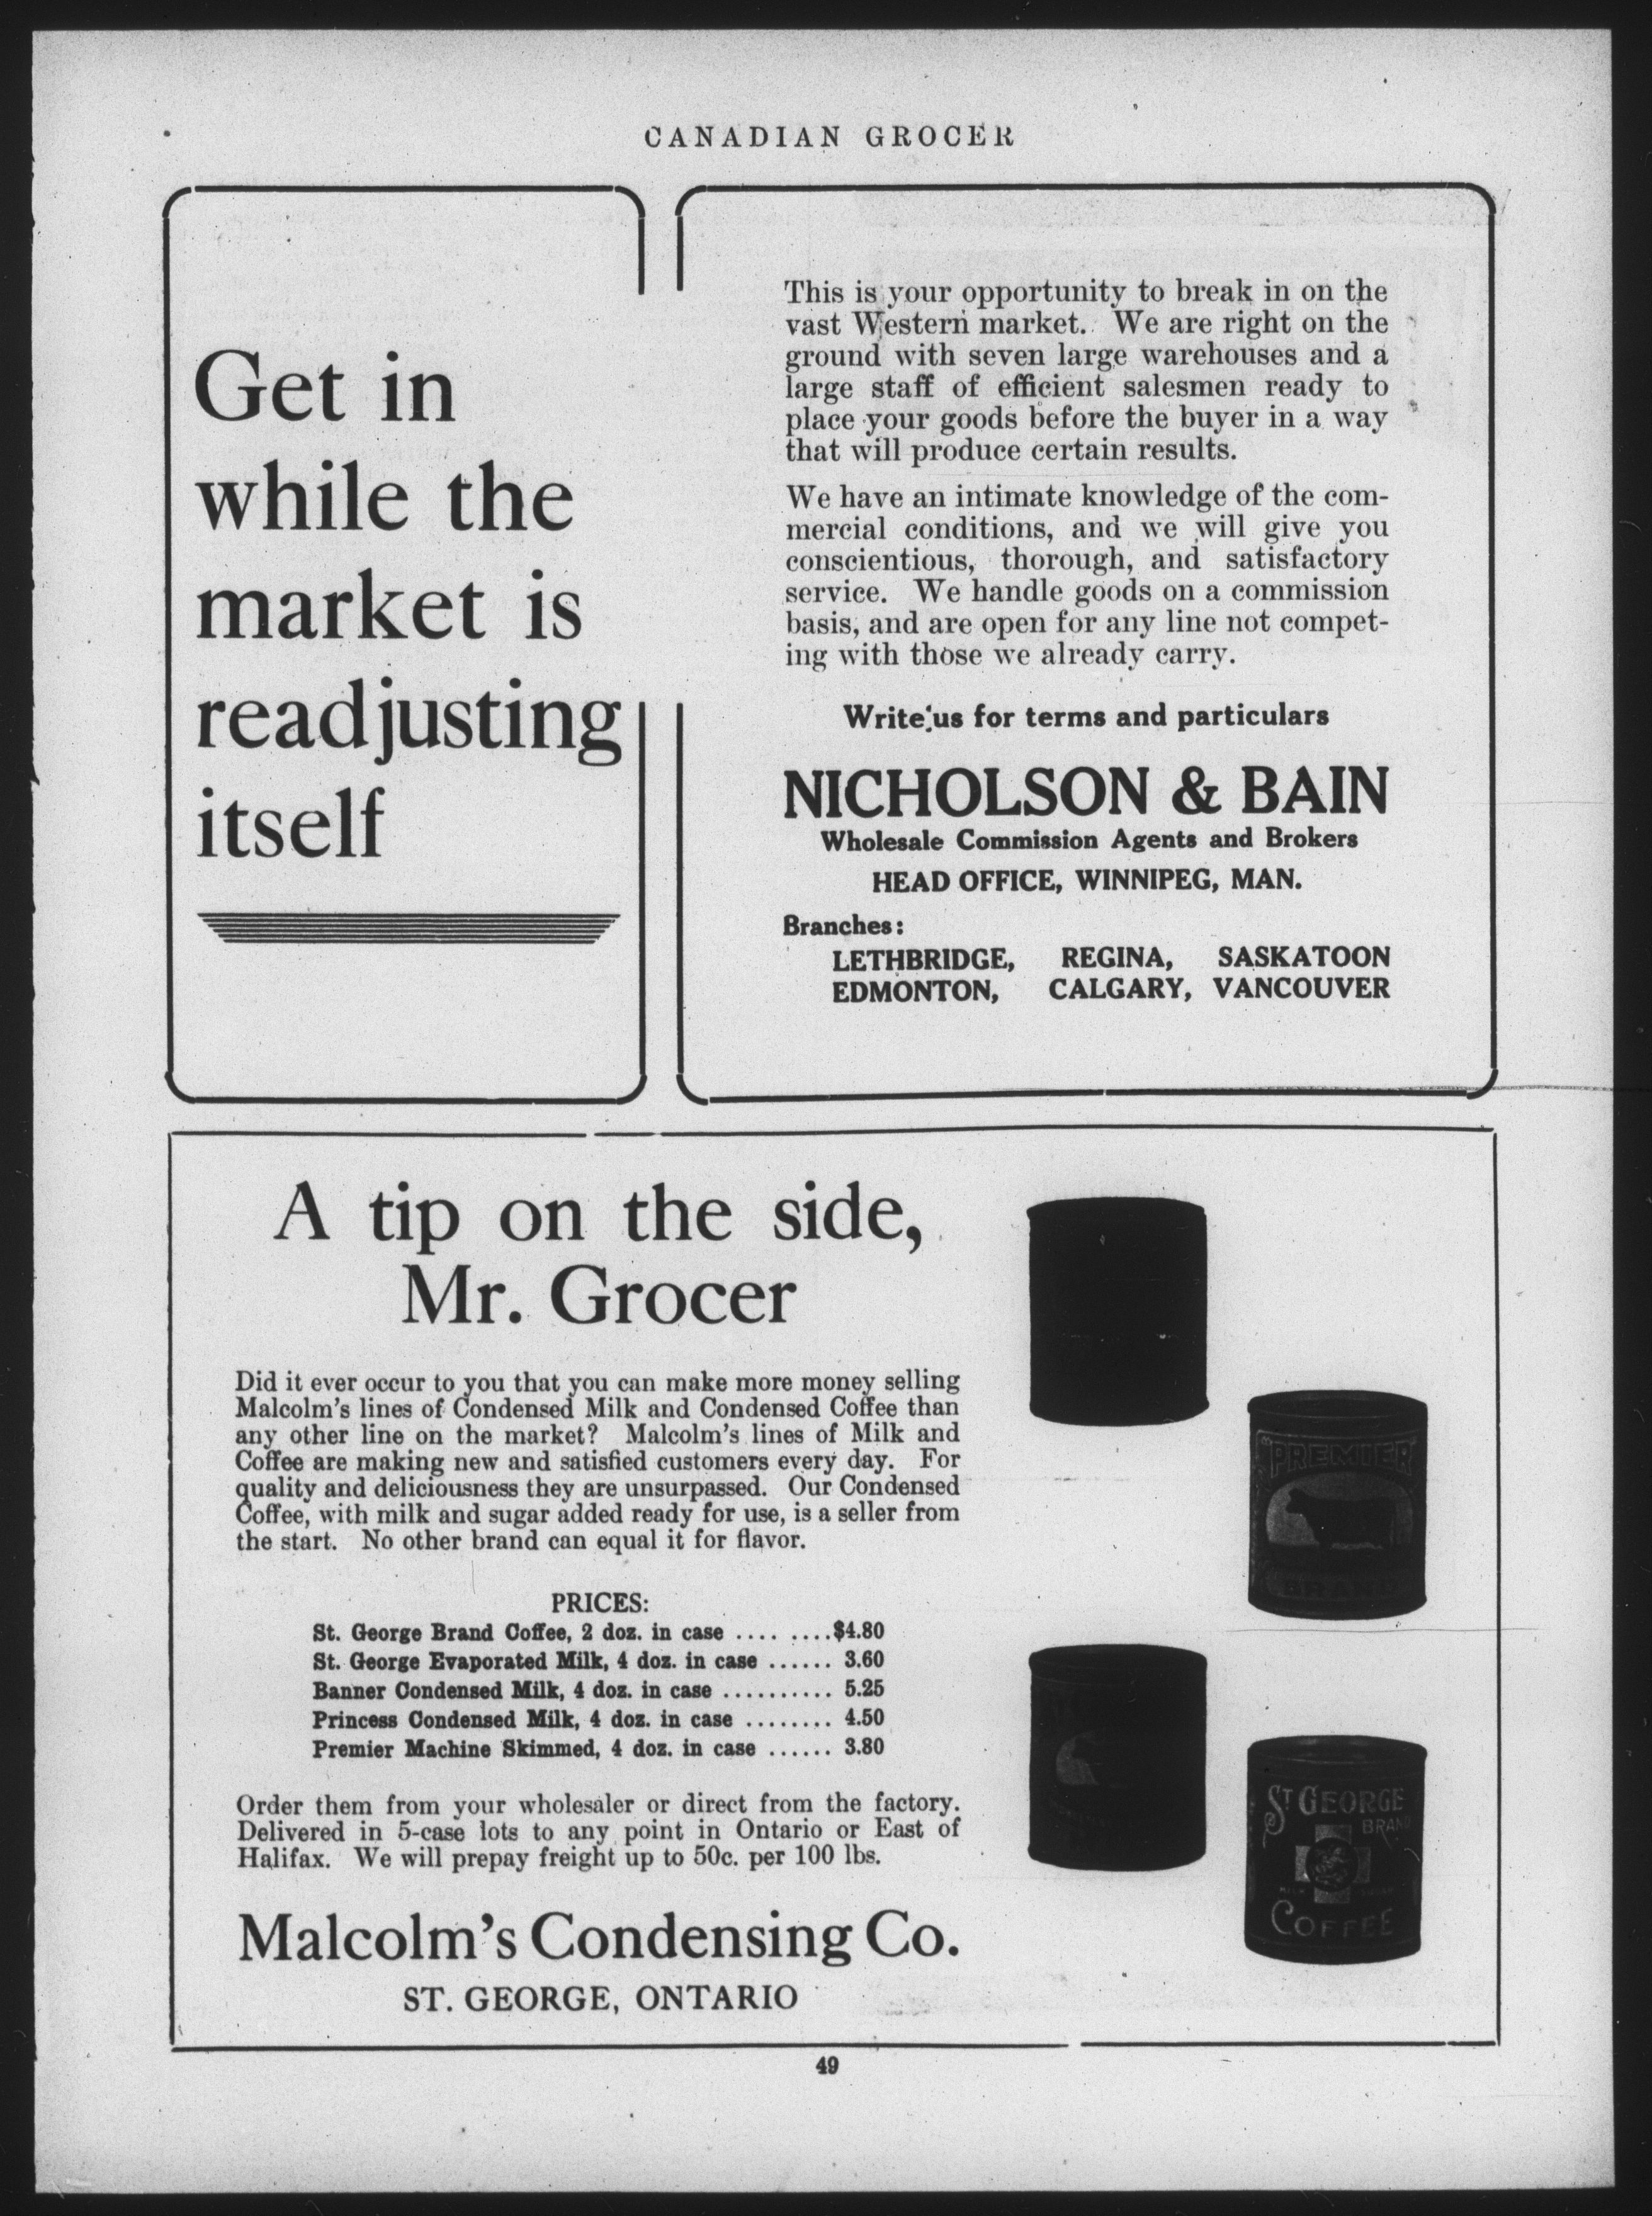 CANADIAN GROCER
Get in
while the
market is
readjusting
itself
This is your opportunity to break in on the
vast Western market. We are right on the
ground with seven large warehouses and a
large staff of efficient salesmen ready to
place your goods before the buyer in a way
that will produce certain results.
We have an intimate knowledge of the com-
mercial conditions, and we will give you
conscientious, thorough, and satisfactory
service. We handle goods on a commission
basis, and are open for any line not compet-
ing with those we already carry.
Write us for terms and particulars
NICHOLSON & BAIN
Wholesale Commission Agents and Brokers
HEAD OFFICE, WINNIPEG, MAN.
Branches:
LETHBRIDGE, REGINA, SASKATOON
EDMONTON, CALGARY, VANCOUVER
A tip on the side,
Mr. Grocer
Did it ever occur to you that you can make more money selling
Malcolm's lines of Condensed Milk and Condensed Coffee than
any other line on the market? Malcolm's lines of Milk and
Coffee are making new and satisfied customers every day. For
quality and deliciousness they are unsurpassed. Our Condensed
Coffee, with milk and sugar added ready for use, is a seller from
the start. No other brand can equal it for flavor.
PRICES:
St. George Brand Coffee, 2 doz. in case .... ....$4.80
St. George Evaporated Milk, 4 doz. in case ...... 3.60
Banner Condensed Milk, 4 doz. in case .......... 5.25
Princess Condensed Milk, 4 doz. in case ........ 4.50
Premier Machine Skimmed, 4 doz. in case ...... 3.80
Order them from your wholesaler or direct from the factory.
Delivered in 5-case lots to any point in Ontario or East of
Halifax. We will prepay freight up to 50c. per 100 lbs.
Malcolm's Condensing Co.
ST. GEORGE, ONTARIO
"PREMIER"
BRAND
ST GEORGE
BRAND
COFFEE
49